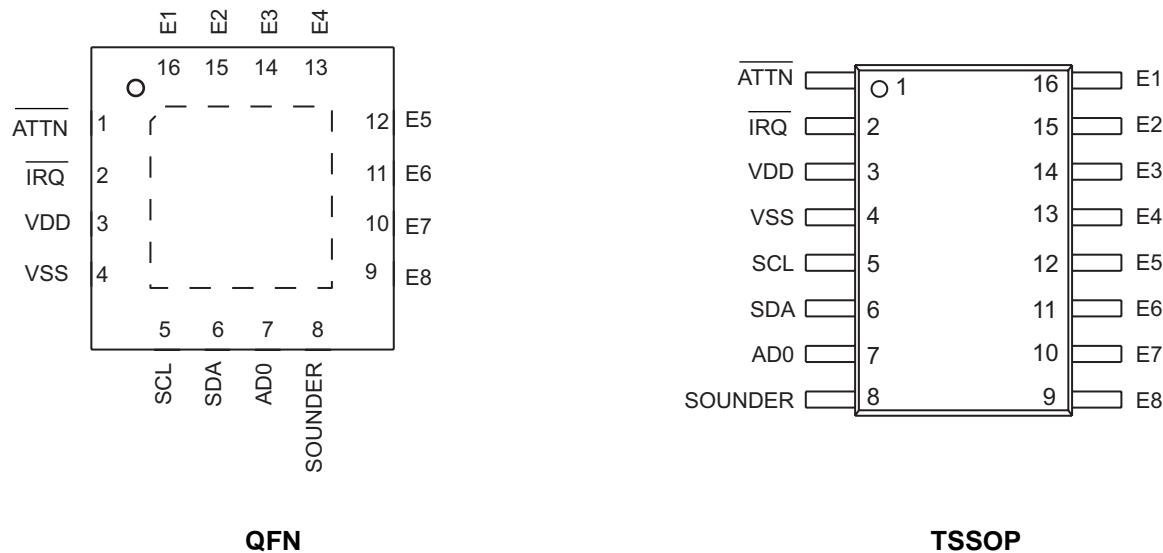 E1 E2 E3 E4
16 15 14 13
ATTN 1 12 E5
IRQ 2 11 E6
VDD 3 10 E7
VSS 4 9 E8
5 6 7 8
SCL SDA AD0 SOUNDER
QFN
ATTN 1 16 E1
IRQ 2 15 E2
VDD 3 14 E3
VSS 4 13 E4
SCL 5 12 E5
SDA 6 11 E6
AD0 7 10 E7
SOUNDER 8 9 E8
TSSOP